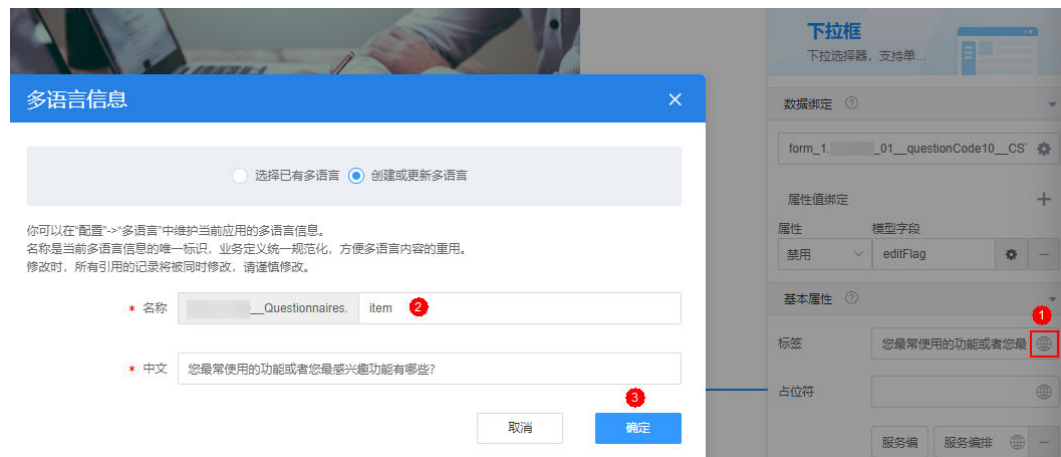 多语言信息
选择已有多语言 创建或更新多语言
你可以在“配置”->“多语言”中维护当前应用的多语言信息。
名称是当前多语言信息的唯一标识，业务定义统一规范化，方便多语言内容的重用。
修改时，所有引用的记录将被同时修改，请谨慎修改。
* 名称 __Questionnaires. item 2
* 中文 您最常使用的功能或者您最感兴趣功能有哪些?
3
取消 确定
下拉框
下拉选择器，支持单...
数据绑定
form_1. _01__questionCode10__CS
属性值绑定
属性 模型字段
禁用 editFlag
基本属性
1
标签 您最常使用的功能或者您最
占位符
服务编 服务编排